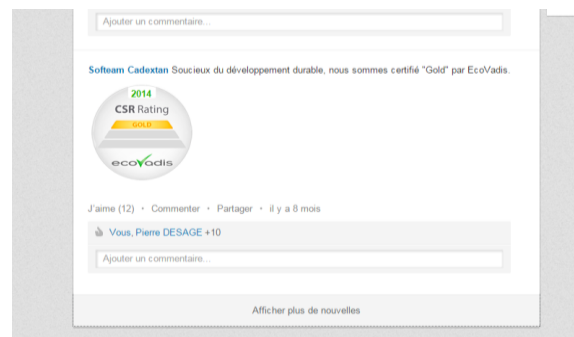 Ajouter un commentaire...
Softeam Cadextan Soucieux du développement durable, nous sommes certifié "Gold" par EcoVadis.
2014
CSR Rating
GOLD
ecovadis
J'aime (12) • Commenter • Partager • il y a 8 mois
Vous, Pierre DESAGE +10
Ajouter un commentaire...
Afficher plus de nouvelles